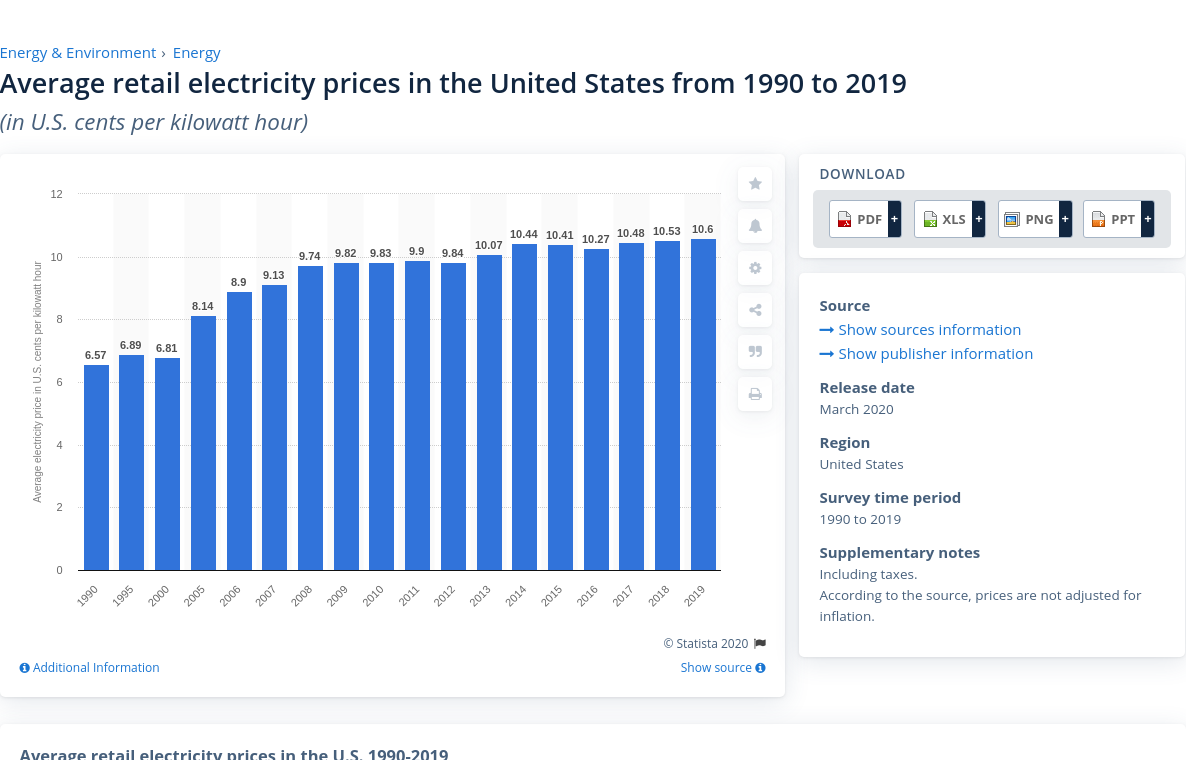 Energy & Environment › Energy
Average retail electricity prices in the United States from 1990 to 2019
(in U.S. cents per kilowatt hour)
Average electricity price in U.S. cents per kilowatt hour
12
10
8
6
4
2
0
6.57
6.89
6.81
8.14
8.9
9.13
9.74
9.82
9.83
9.9
9.84
10.07
10.44
10.41
10.27
10.48
10.53
10.6
1990
1995
2000
2005
2006
2007
2008
2009
2010
2011
2012
2013
2014
2015
2016
2017
2018
2019
© Statista 2020
Additional Information
Show source
DOWNLOAD
PDF + XLS + PNG + PPT +
Source
Show sources information
Show publisher information
Release date
March 2020
Region
United States
Survey time period
1990 to 2019
Supplementary notes
Including taxes.
According to the source, prices are not adjusted for
inflation.
Average retail electricity prices in the U.S. 1990-2019